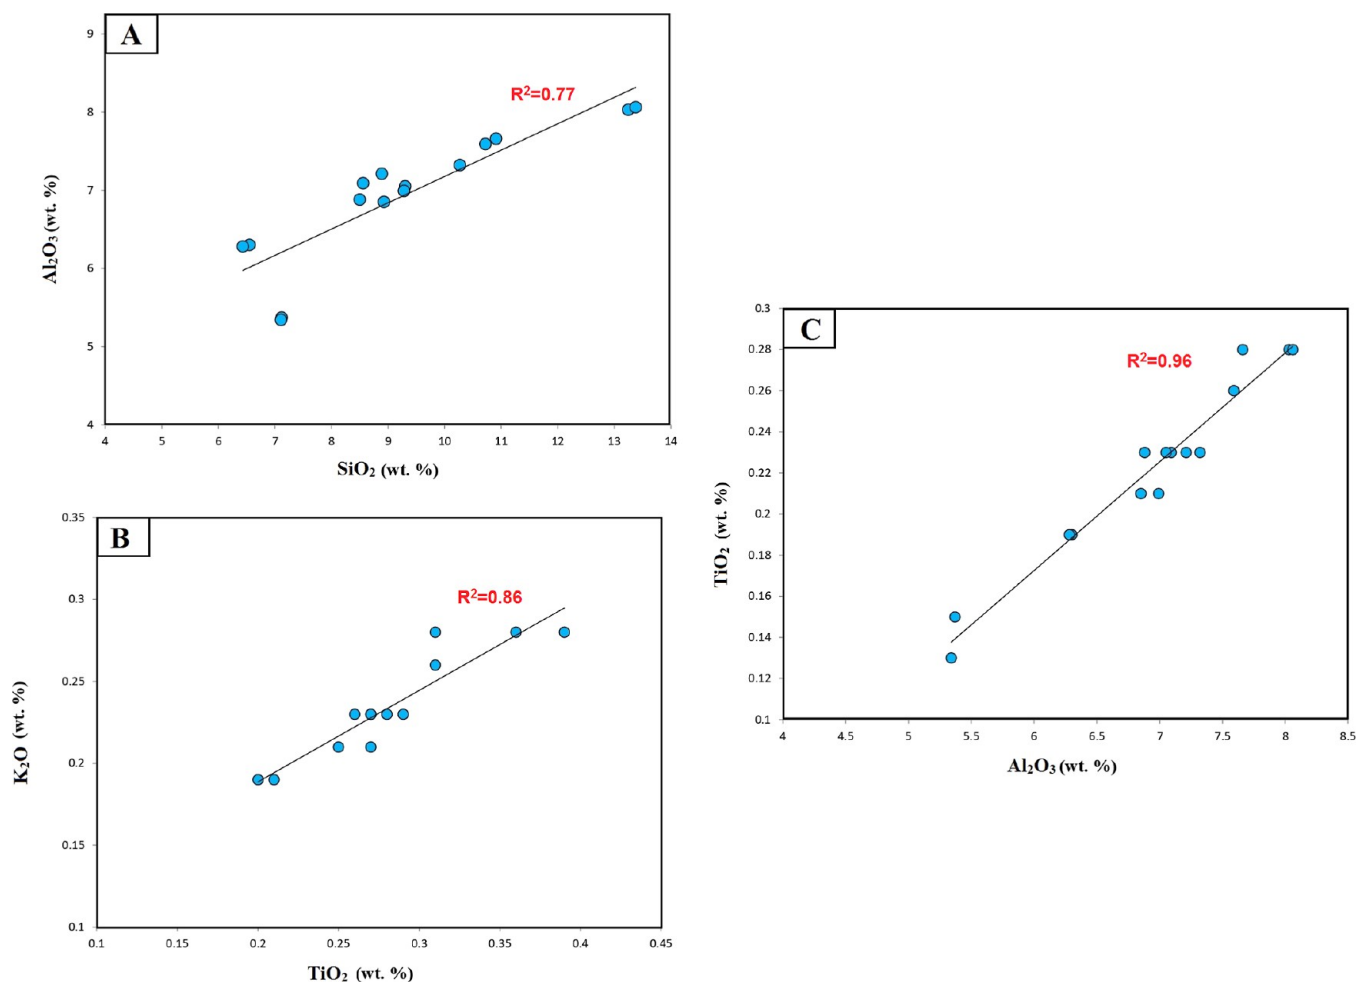 A
R²=0.77
9
8
7
6
5
4
4 5 6 7 8 9 10 11 12 13 14
Al₂O₃ (wt. %)
SiO₂ (wt. %)
B
R²=0.86
0.35
0.3
0.25
0.2
0.15
0.1
0.1 0.15 0.2 0.25 0.3 0.35 0.4 0.45
K₂O (wt. %)
TiO₂ (wt. %)
C
R²=0.96
0.3
0.28
0.26
0.24
0.22
0.2
0.18
0.16
0.14
0.12
0.1
4 4.5 5 5.5 6 6.5 7 7.5 8 8.5
TiO₂ (wt. %)
Al₂O₃ (wt. %)